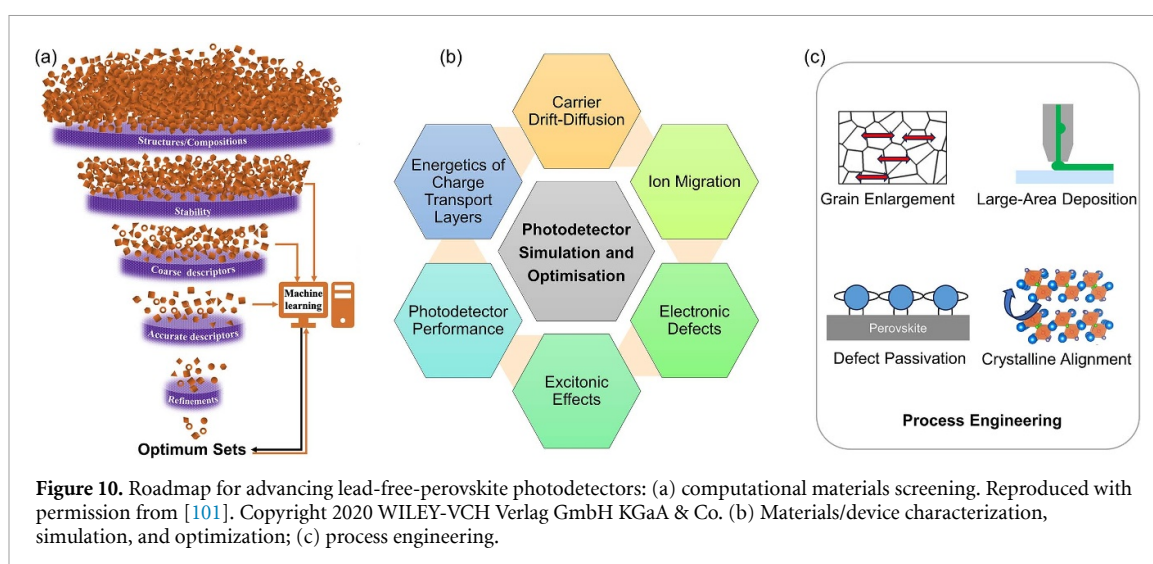 (a)
Structures/Compositions
Stability
Coarse descriptors
Accurate descriptors
Refinements
Machine
learning
Optimum Sets
(b)
Carrier
Drift-Diffusion
Energetics of
Charge
Transport
Layers
Ion Migration
Photodetector
Simulation and
Optimisation
Photodetector
Performance
Electronic
Defects
Excitonic
Effects
(c)
Grain Enlargement
Large-Area Deposition
Perovskite
Defect Passivation
Crystalline Alignment
Process Engineering
Figure 10. Roadmap for advancing lead-free-perovskite photodetectors: (a) computational materials screening. Reproduced with
permission from [101]. Copyright 2020 WILEY-VCH Verlag GmbH KGaA & Co. (b) Materials/device characterization,
simulation, and optimization; (c) process engineering.